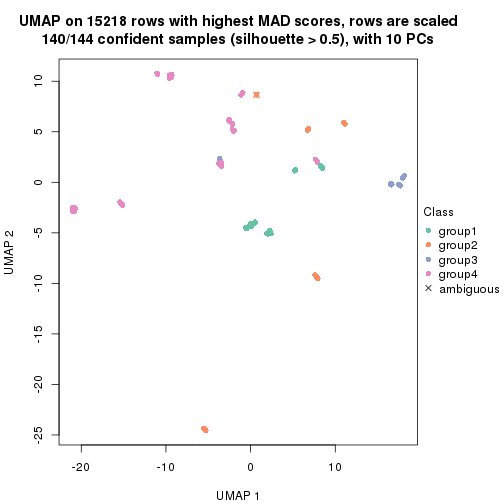 UMAP on 15218 rows with highest MAD scores, rows are scaled
140/144 confident samples (silhouette > 0.5), with 10 PCs
10
5
0
-5
-10
-15
-20
-25
UMAP 2
-20
-10
0
10
UMAP 1
Class
group1
group2
group3
group4
ambiguous